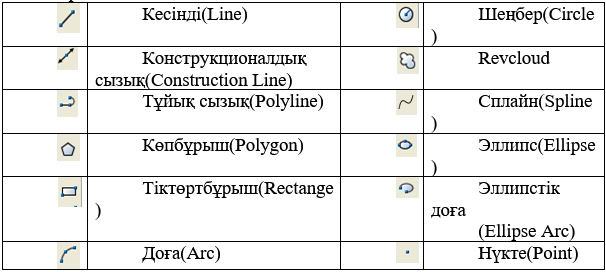 Кесінді(Line)
Шеңбер(Circle
)
Конструкционалдық
сызық(Construction Line)
Revcloud
Тұйық сызық(Polyline)
Сплайн(Spline
)
Көпбұрыш(Polygon)
Эллипс(Ellipse
)
Тіктөртбұрыш(Rectange
)
Эллипстік
доға
(Ellipse Arc)
Доға(Arc)
Нүкте(Point)